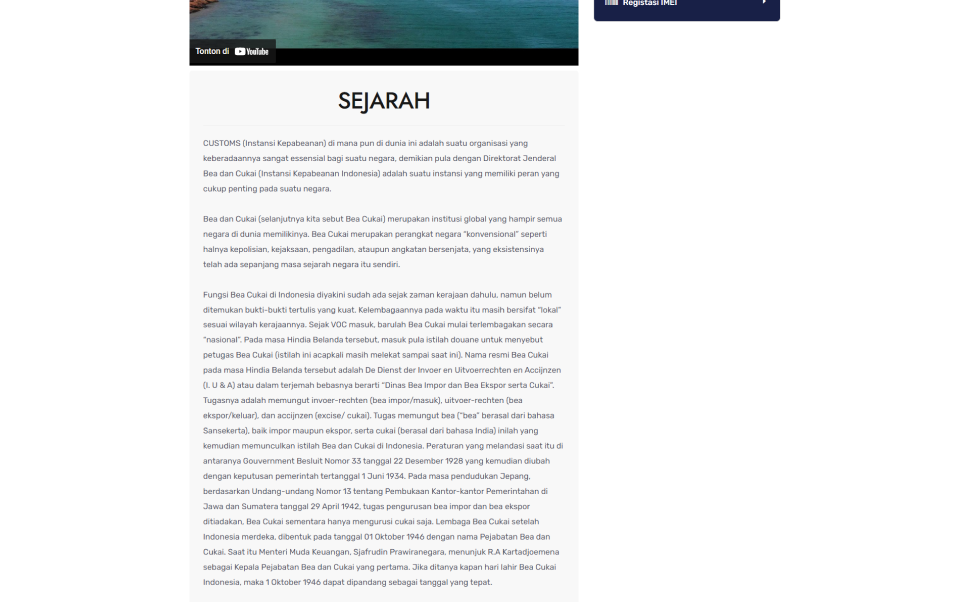 Registasi IMEI
Tonton di YouTube
SEJARAH
CUSTOMS (Instansi Kepabeanan) di mana pun di dunia ini adalah suatu organisasi yang
keberadaannya sangat essensial bagi suatu negara, demikian pula dengan Direktorat Jenderal
Bea dan Cukai (Instansi Kepabeanan Indonesia) adalah suatu instansi yang memiliki peran yang
cukup penting pada suatu negara.
Bea dan Cukai (selanjutnya kita sebut Bea Cukai) merupakan institusi global yang hampir semua
negara di dunia memilikinya. Bea Cukai merupakan perangkat negara “konvensional” seperti
halnya kepolisian, kejaksaan, pengadilan, ataupun angkatan bersenjata, yang eksistensinya
telah ada sepanjang masa sejarah negara itu sendiri.
Fungsi Bea Cukai di Indonesia diyakini sudah ada sejak zaman kerajaan dahulu, namun belum
ditemukan bukti-bukti tertulis yang kuat. Kelembagaannya pada waktu itu masih bersifat “lokal”
sesuai wilayah kerajaannya. Sejak VOC masuk, barulah Bea Cukai mulai terlembagakan secara
“nasional”. Pada masa Hindia Belanda tersebut, masuk pula istilah douane untuk menyebut
petugas Bea Cukai (istilah ini acapkali masih melekat sampai saat ini). Nama resmi Bea Cukai
pada masa Hindia Belanda tersebut adalah De Dienst der Invoer en Uitvoerrechten en Accijnzen
(I. U & A) atau dalam terjemah bebasnya berarti “Dinas Bea Impor dan Bea Ekspor serta Cukai”.
Tugasnya adalah memungut invoer-rechten (bea impor/masuk), uitvoer-rechten (bea
ekspor/keluar), dan accijnzen (excise/ cukai). Tugas memungut bea (“bea” berasal dari bahasa
Sansekerta), baik impor maupun ekspor, serta cukai (berasal dari bahasa India) inilah yang
kemudian memunculkan istilah Bea dan Cukai di Indonesia. Peraturan yang melandasi saat itu di
antaranya Gouvernment Besluit Nomor 33 tanggal 22 Desember 1928 yang kemudian diubah
dengan keputusan pemerintah tertanggal 1 Juni 1934. Pada masa pendudukan Jepang,
berdasarkan Undang-undang Nomor 13 tentang Pembukaan Kantor-kantor Pemerintahan di
Jawa dan Sumatera tanggal 29 April 1942, tugas pengurusan bea impor dan bea ekspor
ditiadakan, Bea Cukai sementara hanya mengurusi cukai saja. Lembaga Bea Cukai setelah
Indonesia merdeka, dibentuk pada tanggal 01 Oktober 1946 dengan nama Pejabatan Bea dan
Cukai. Saat itu Menteri Muda Keuangan, Sjafrudin Prawiranegara, menunjuk R.A Kartadjoemena
sebagai Kepala Pejabatan Bea dan Cukai yang pertama. Jika ditanya kapan hari lahir Bea Cukai
Indonesia, maka 1 Oktober 1946 dapat dipandang sebagai tanggal yang tepat.